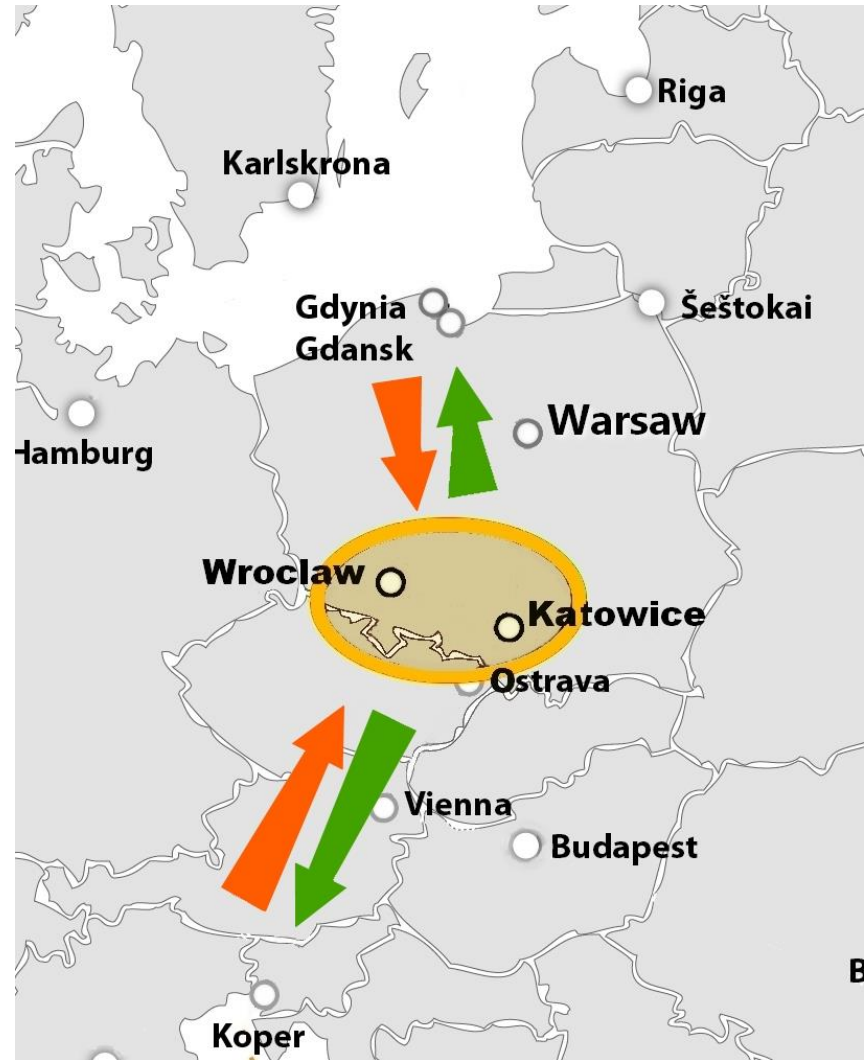 Riga
Karlskrona
Gdynia
Gdansk
Šeštokai
Warsaw
Hamburg
Wroclaw
Katowice
Ostrava
Vienna
Budapest
B
Koper